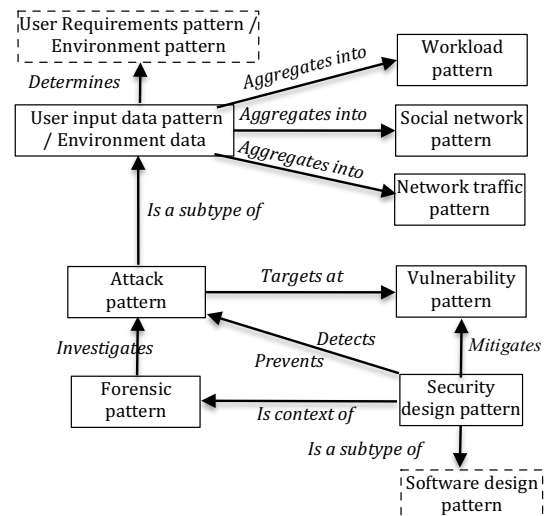 User Requirements pattern /
Environment pattern
Determines
Aggregates into
Workload
pattern
User input data pattern
/ Environment data
Aggregates into
Social network
pattern
Aggregates into
Network traffic
pattern
Is a subtype of
Attack
pattern
Targets at
Vulnerability
pattern
Investigates
Detects
Prevents
Mitigates
Forensic
pattern
Is context of
Security
design pattern
Is a subtype of
Software design
pattern